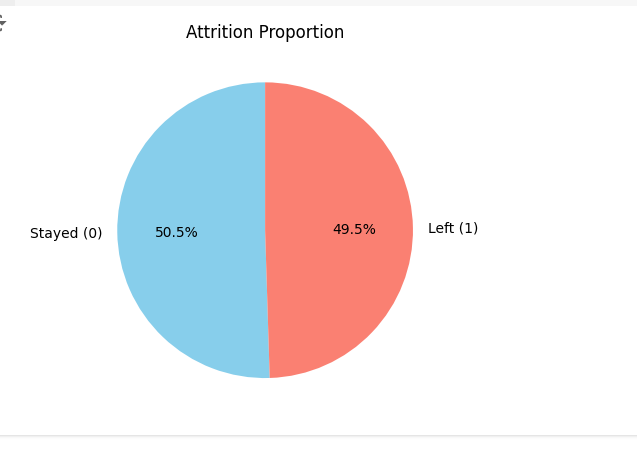 Attrition Proportion
Stayed (0)
50.5%
49.5%
Left (1)